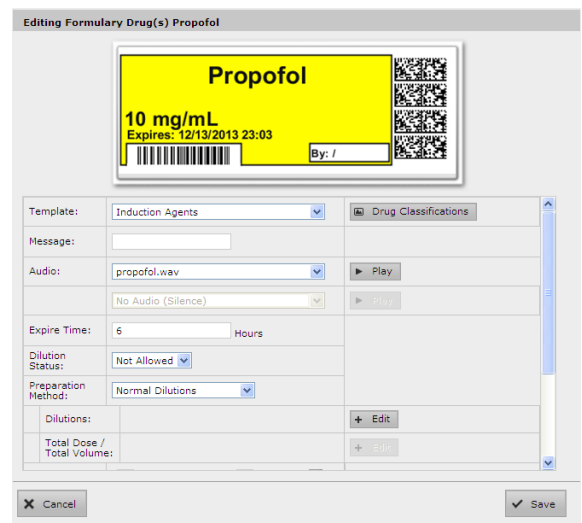 Editing Formulary Drug(s) Propofol
Propofol
10 mg/mL
Expires: 12/13/2013 23:03
By: /
Template: Induction Agents Drug Classifications
Message:
Audio: propofol.wav Play
No Audio (Silence) Play
Expire Time: 6 Hours
Dilution
Status: Not Allowed
Preparation
Method: Normal Dilutions
Dilutions: Edit
Total Dose /
Total Volume: Edit
Cancel Save